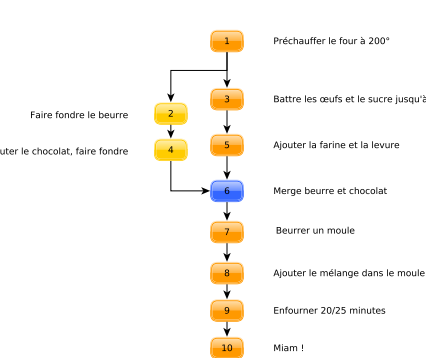 1 Préchauffer le four à 200°
Faire fondre le beurre 2
3 Battre les œufs et le sucre
uter le chocolat, faire fondre 4
5 Ajouter la farine et la levure
6 Merge beurre et chocolat
7 Beurrer un moule
8 Ajouter le mélange dans le moule
9 Enfourner 20/25 minutes
10 Miam !